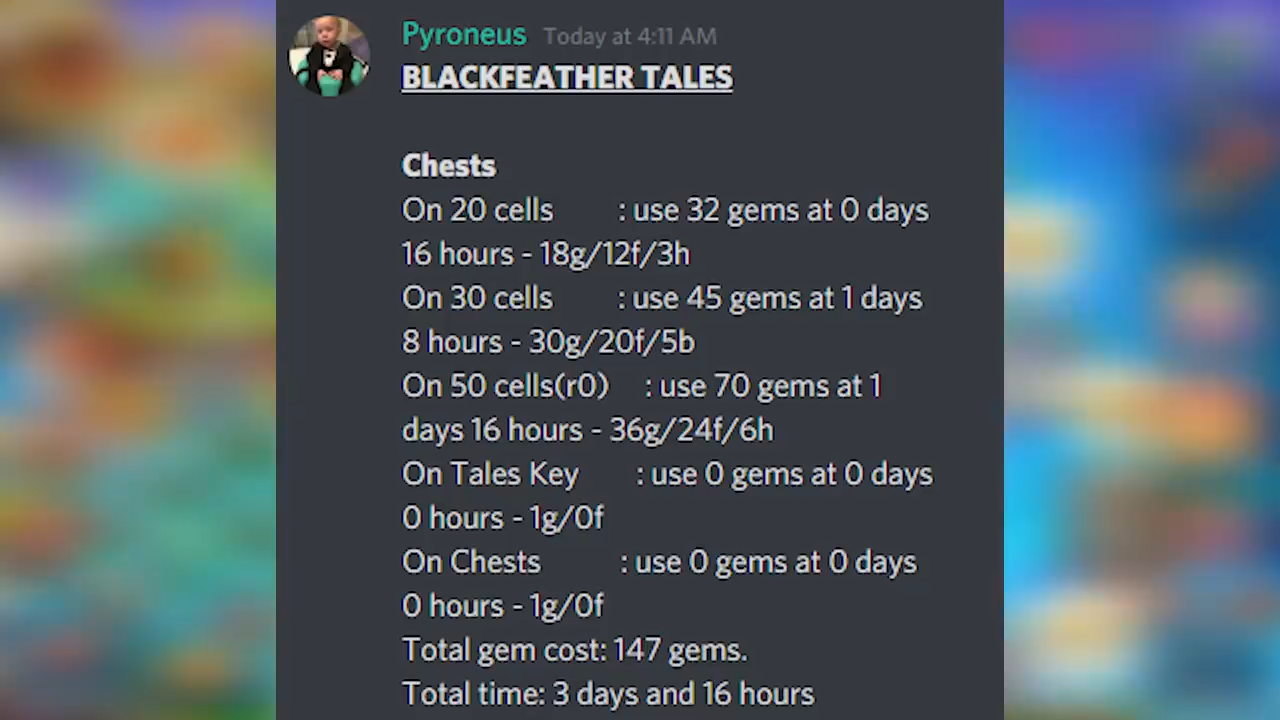 Pyroneus Today at 4:11 AM
BLACKFEATHER TALES
Chests
On 20 cells : use 32 gems at 0 days
16 hours - 18g/12f/3h
On 30 cells : use 45 gems at 1 days
8 hours - 30g/20f/5b
On 50 cells(r0) : use 70 gems at 1
days 16 hours - 36g/24f/6h
On Tales Key : use 0 gems at 0 days
0 hours - 1g/0f
On Chests : use 0 gems at 0 days
0 hours - 1g/0f
Total gem cost: 147 gems.
Total time: 3 days and 16 hours